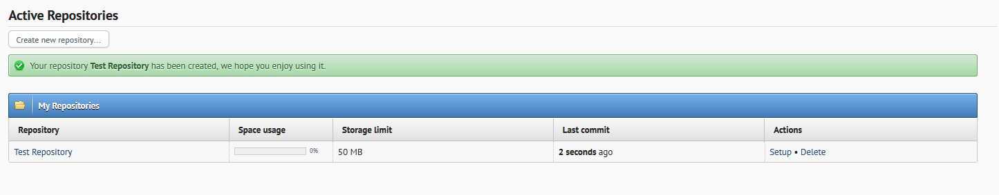 Active Repositories
Create new repository...
Your repository Test Repository has been created, we hope you enjoy using it.
My Repositories
Repository Space usage Storage limit Last commit Actions
Test Repository 0% 50 MB 2 seconds ago Setup • Delete